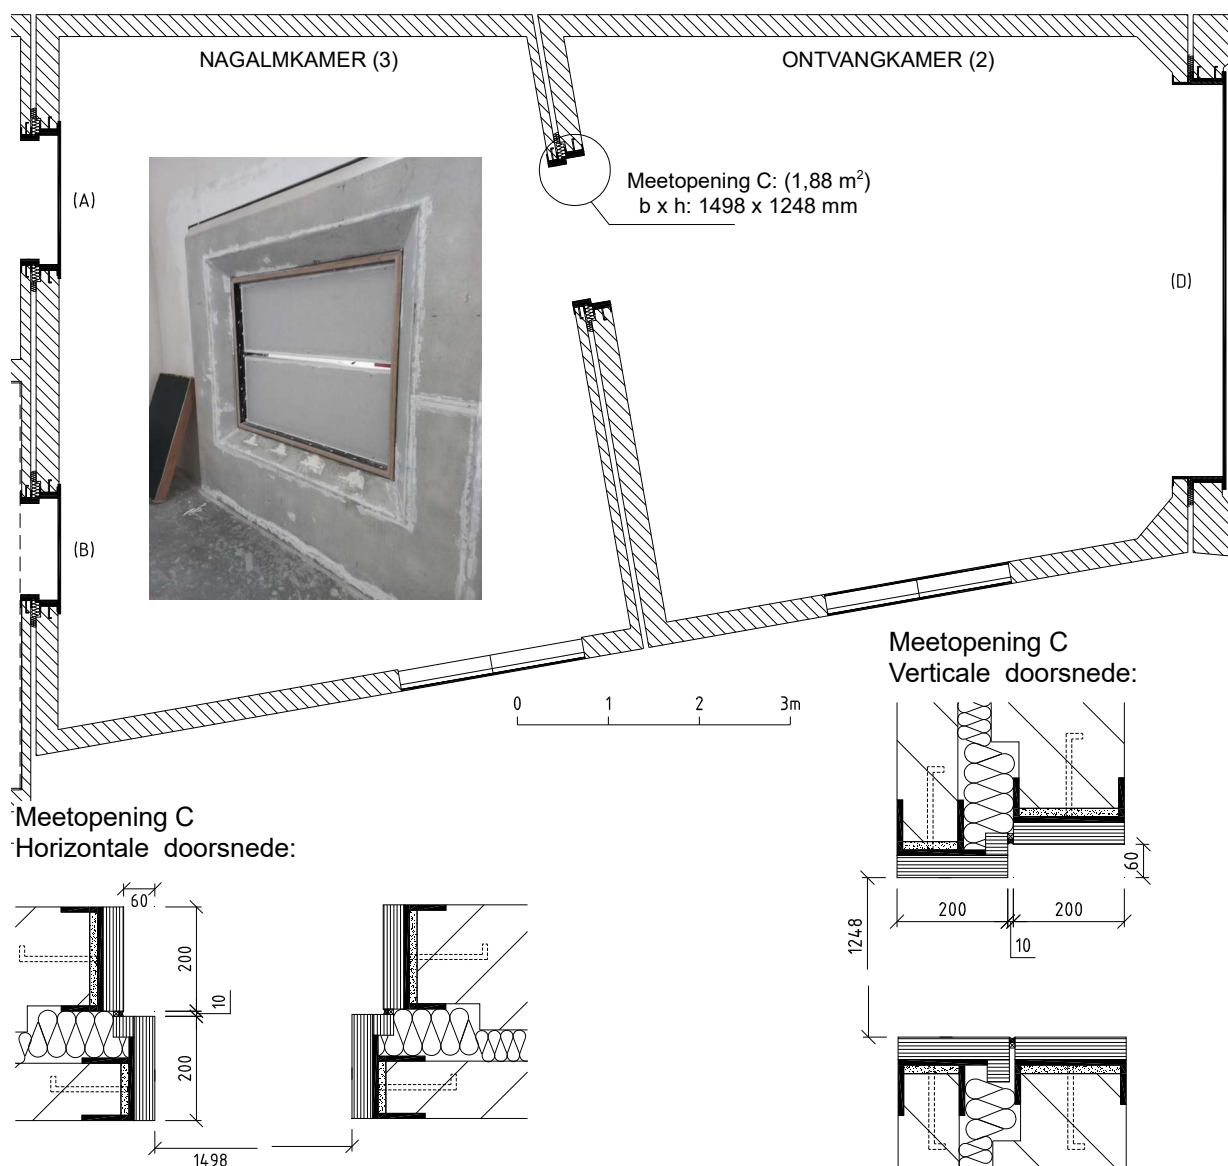 NAGALMKAMER (3)
ONTVANGKAMER (2)
(A)
Meetopening C: (1,88 m²)
b x h: 1498 x 1248 mm
(D)
(B)
0 1 2 3m
Meetopening C
Verticale doorsnede:
60
200 200
10
1248
Meetopening C
Horizontale doorsnede:
60
200
10
200
1498